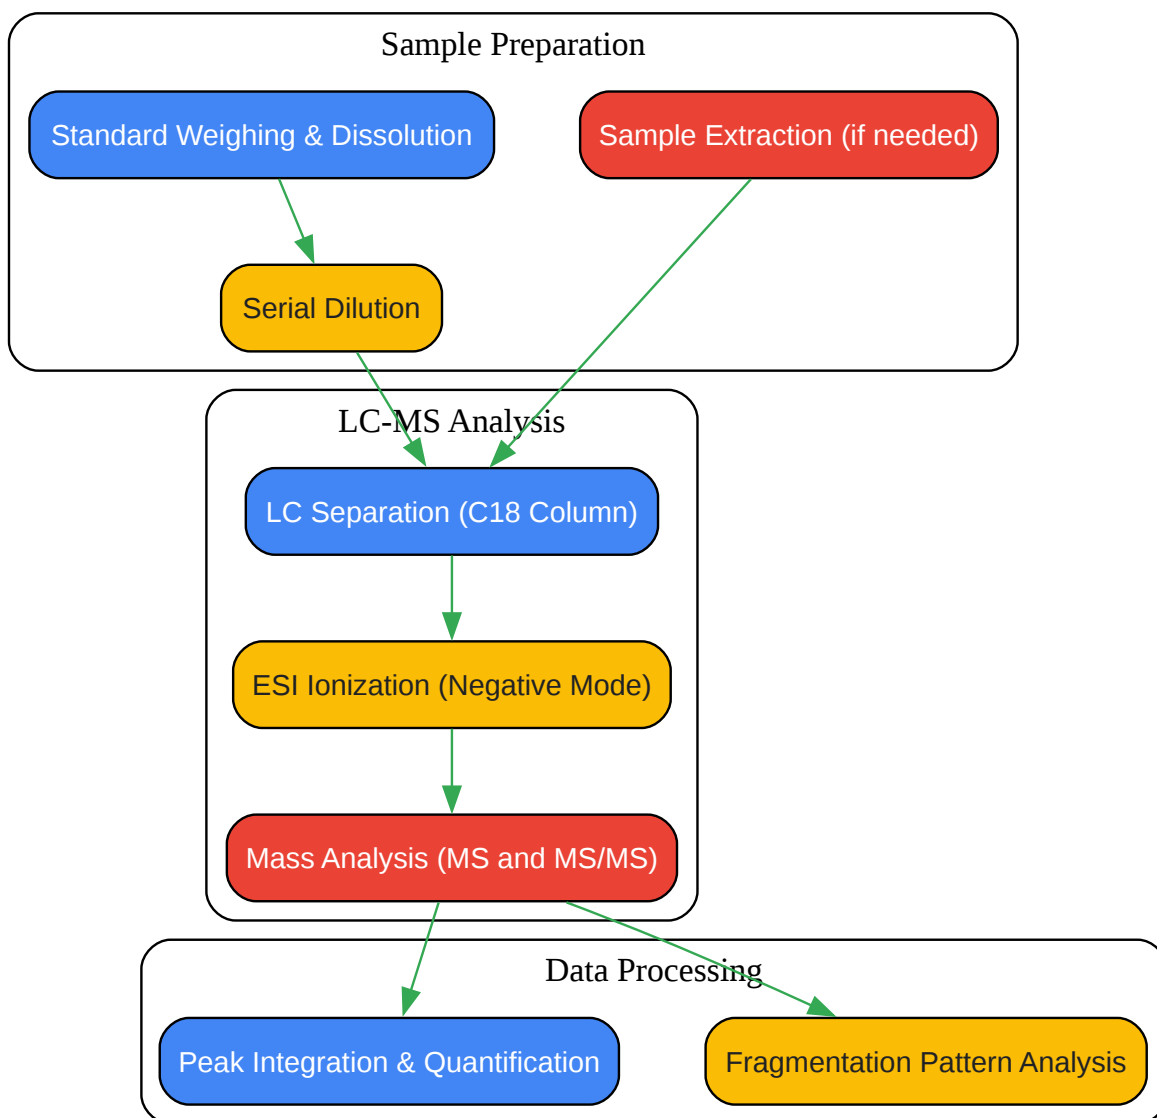 Sample Preparation
Standard Weighing & Dissolution
Sample Extraction (if needed)
Serial Dilution
LC-MS Analysis
LC Separation (C18 Column)
ESI Ionization (Negative Mode)
Mass Analysis (MS and MS/MS)
Data Processing
Peak Integration & Quantification
Fragmentation Pattern Analysis